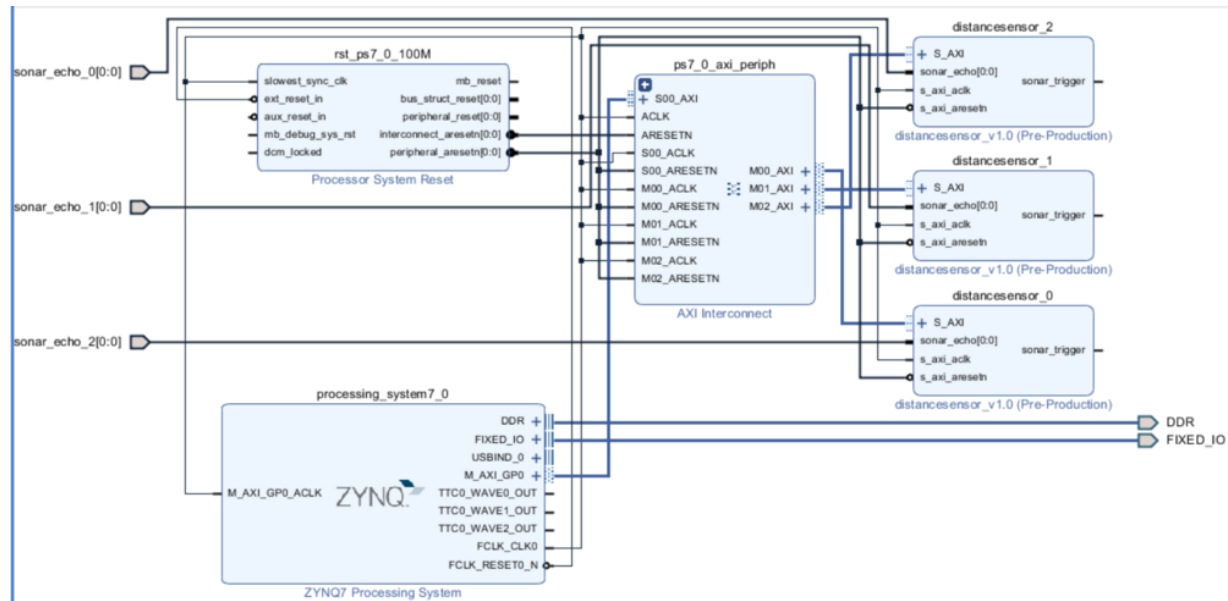 sonar_echo_0[0:0]
sonar_echo_1[0:0]
sonar_echo_2[0:0]
rst_ps7_0_100M
slowest_sync_clk
ext_reset_in
aux_reset_in
mb_debug_sys_rst
dcm_locked
mb_reset
bus_struct_reset[0:0]
peripheral_reset[0:0]
interconnect_aresetn[0:0]
peripheral_aresetn[0:0]
Processor System Reset
ps7_0_axi_periph
S00_AXI
ACLK
ARESETN
S00_ACLK
S00_ARESETN
M00_ACLK
M00_ARESETN
M01_ACLK
M01_ARESETN
M02_ACLK
M02_ARESETN
M00_AXI
M01_AXI
M02_AXI
AXI Interconnect
distancesensor_2
S_AXI
sonar_echo[0:0]
s_axi_aclk
s_axi_aresetn
sonar_trigger
distancesensor_v1.0 (Pre-Production)
distancesensor_1
S_AXI
sonar_echo[0:0]
s_axi_aclk
s_axi_aresetn
sonar_trigger
distancesensor_v1.0 (Pre-Production)
distancesensor_0
S_AXI
sonar_echo[0:0]
s_axi_aclk
s_axi_aresetn
sonar_trigger
distancesensor_v1.0 (Pre-Production)
processing_system7_0
M_AXI_GP0_ACLK
ZYNQ
DDR
FIXED_IO
USBIND_0
M_AXI_GP0
TTC0_WAVE0_OUT
TTC0_WAVE1_OUT
TTC0_WAVE2_OUT
FCLK_CLK0
FCLK_RESET0_N
ZYNQ7 Processing System
DDR
FIXED_IO